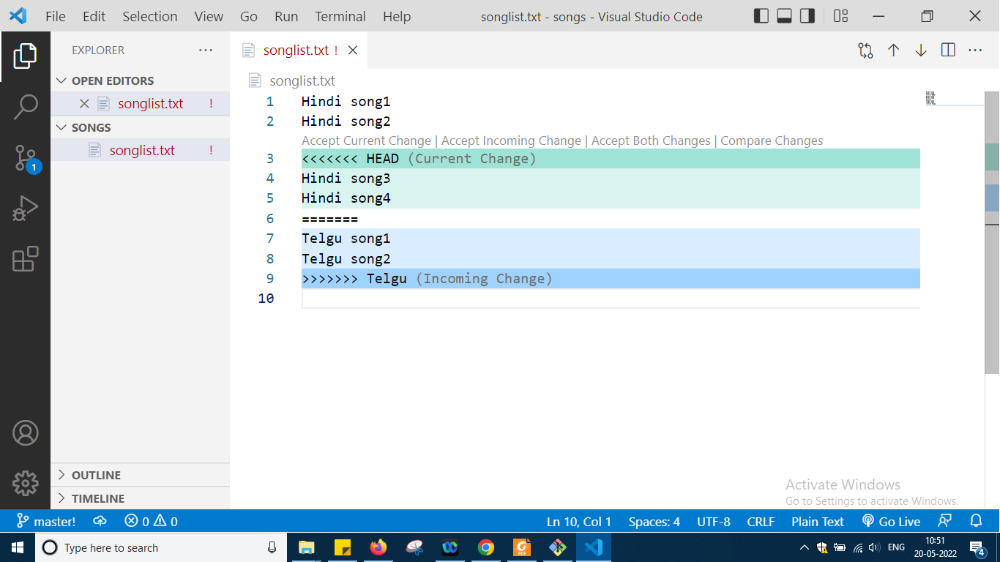 File Edit Selection View Go Run Terminal Help songlist.txt - songs - Visual Studio Code
EXPLORER
songlist.txt !
OPEN EDITORS
songlist.txt !
SONGS
songlist.txt !
1
songlist.txt
1 Hindi song1
2 Hindi song2
Accept Current Change | Accept Incoming Change | Accept Both Changes | Compare Changes
3 <<<<<<< HEAD (Current Change)
4 Hindi song3
5 Hindi song4
6 =======
7 Telgu song1
8 Telgu song2
9 >>>>>>> Telgu (Incoming Change)
10
OUTLINE
TIMELINE
Activate Windows
Go to Settings to activate Windows.
master! 0 0 Ln 10, Col 1 Spaces: 4 UTF-8 CRLF Plain Text Go Live
Type here to search
PDF
ENG
10:51
20-05-2022
4